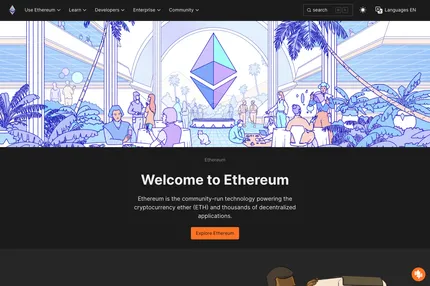 Use Ethereum
Learn
Developers
Enterprise
Community
search
Languages EN
Ethereum
Welcome to Ethereum
Ethereum is the community-run technology powering the
cryptocurrency ether (ETH) and thousands of decentralized
applications.
Explore Ethereum